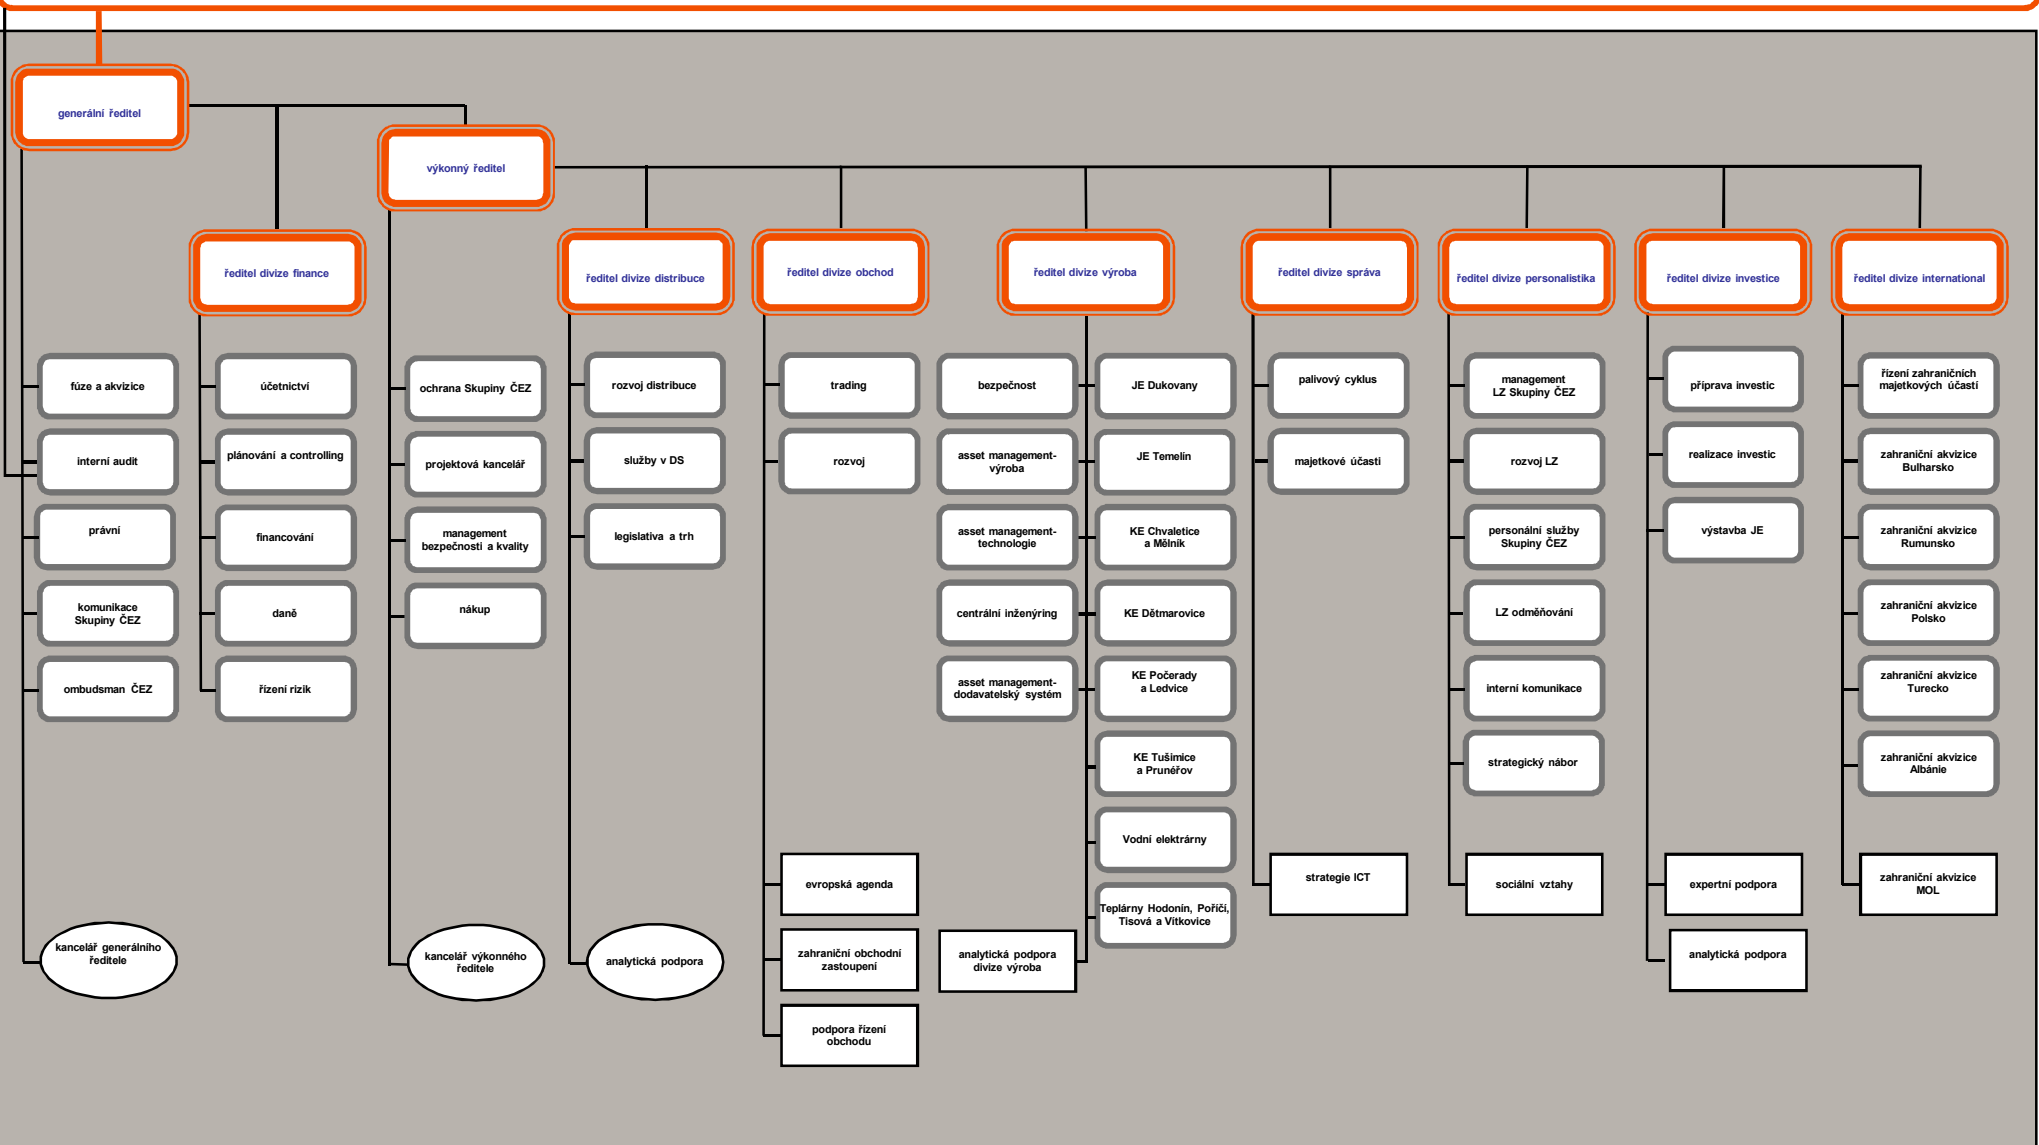 generální ředitel
výkonný ředitel
ředitel divize finance
ředitel divize distribuce
ředitel divize obchod
ředitel divize výroba
ředitel divize správa
ředitel divize personalistika
ředitel divize investice
ředitel divize international
fúze a akvizice
interní audit
právní
komunikace
Skupiny ČEZ
ombudsman ČEZ
kancelář generálního
ředitele
účetnictví
plánování a controlling
financování
daně
řízení rizik
ochrana Skupiny ČEZ
projektová kancelář
management
bezpečnosti a kvality
nákup
kancelář výkonného
ředitele
rozvoj distribuce
služby v DS
legislativa a trh
analytická podpora
trading
rozvoj
evropská agenda
zahraniční obchodní
zastoupení
podpora řízení
obchodu
bezpečnost
asset management-
výroba
asset management-
technologie
centrální inženýring
asset management-
dodavatelský systém
analytická podpora
divize výroba
JE Dukovany
JE Temelín
KE Chvaletice
a Mělník
KE Dětmarovice
KE Počerady
a Ledvice
KE Tušimice
a Prunéřov
Vodní elektrárny
Teplárny Hodonín, Poříčí,
Tisová a Vítkovice
palivový cyklus
majetkové účasti
strategie ICT
management
LZ Skupiny ČEZ
rozvoj LZ
personální služby
Skupiny ČEZ
LZ odměňování
interní komunikace
strategický nábor
sociální vztahy
příprava investic
realizace investic
výstavba JE
expertní podpora
analytická podpora
řízení zahraničních
majetkových účastí
zahraniční akvizice
Bulharsko
zahraniční akvizice
Rumunsko
zahraniční akvizice
Polsko
zahraniční akvizice
Turecko
zahraniční akvizice
Albánie
zahraniční akvizice
MOL